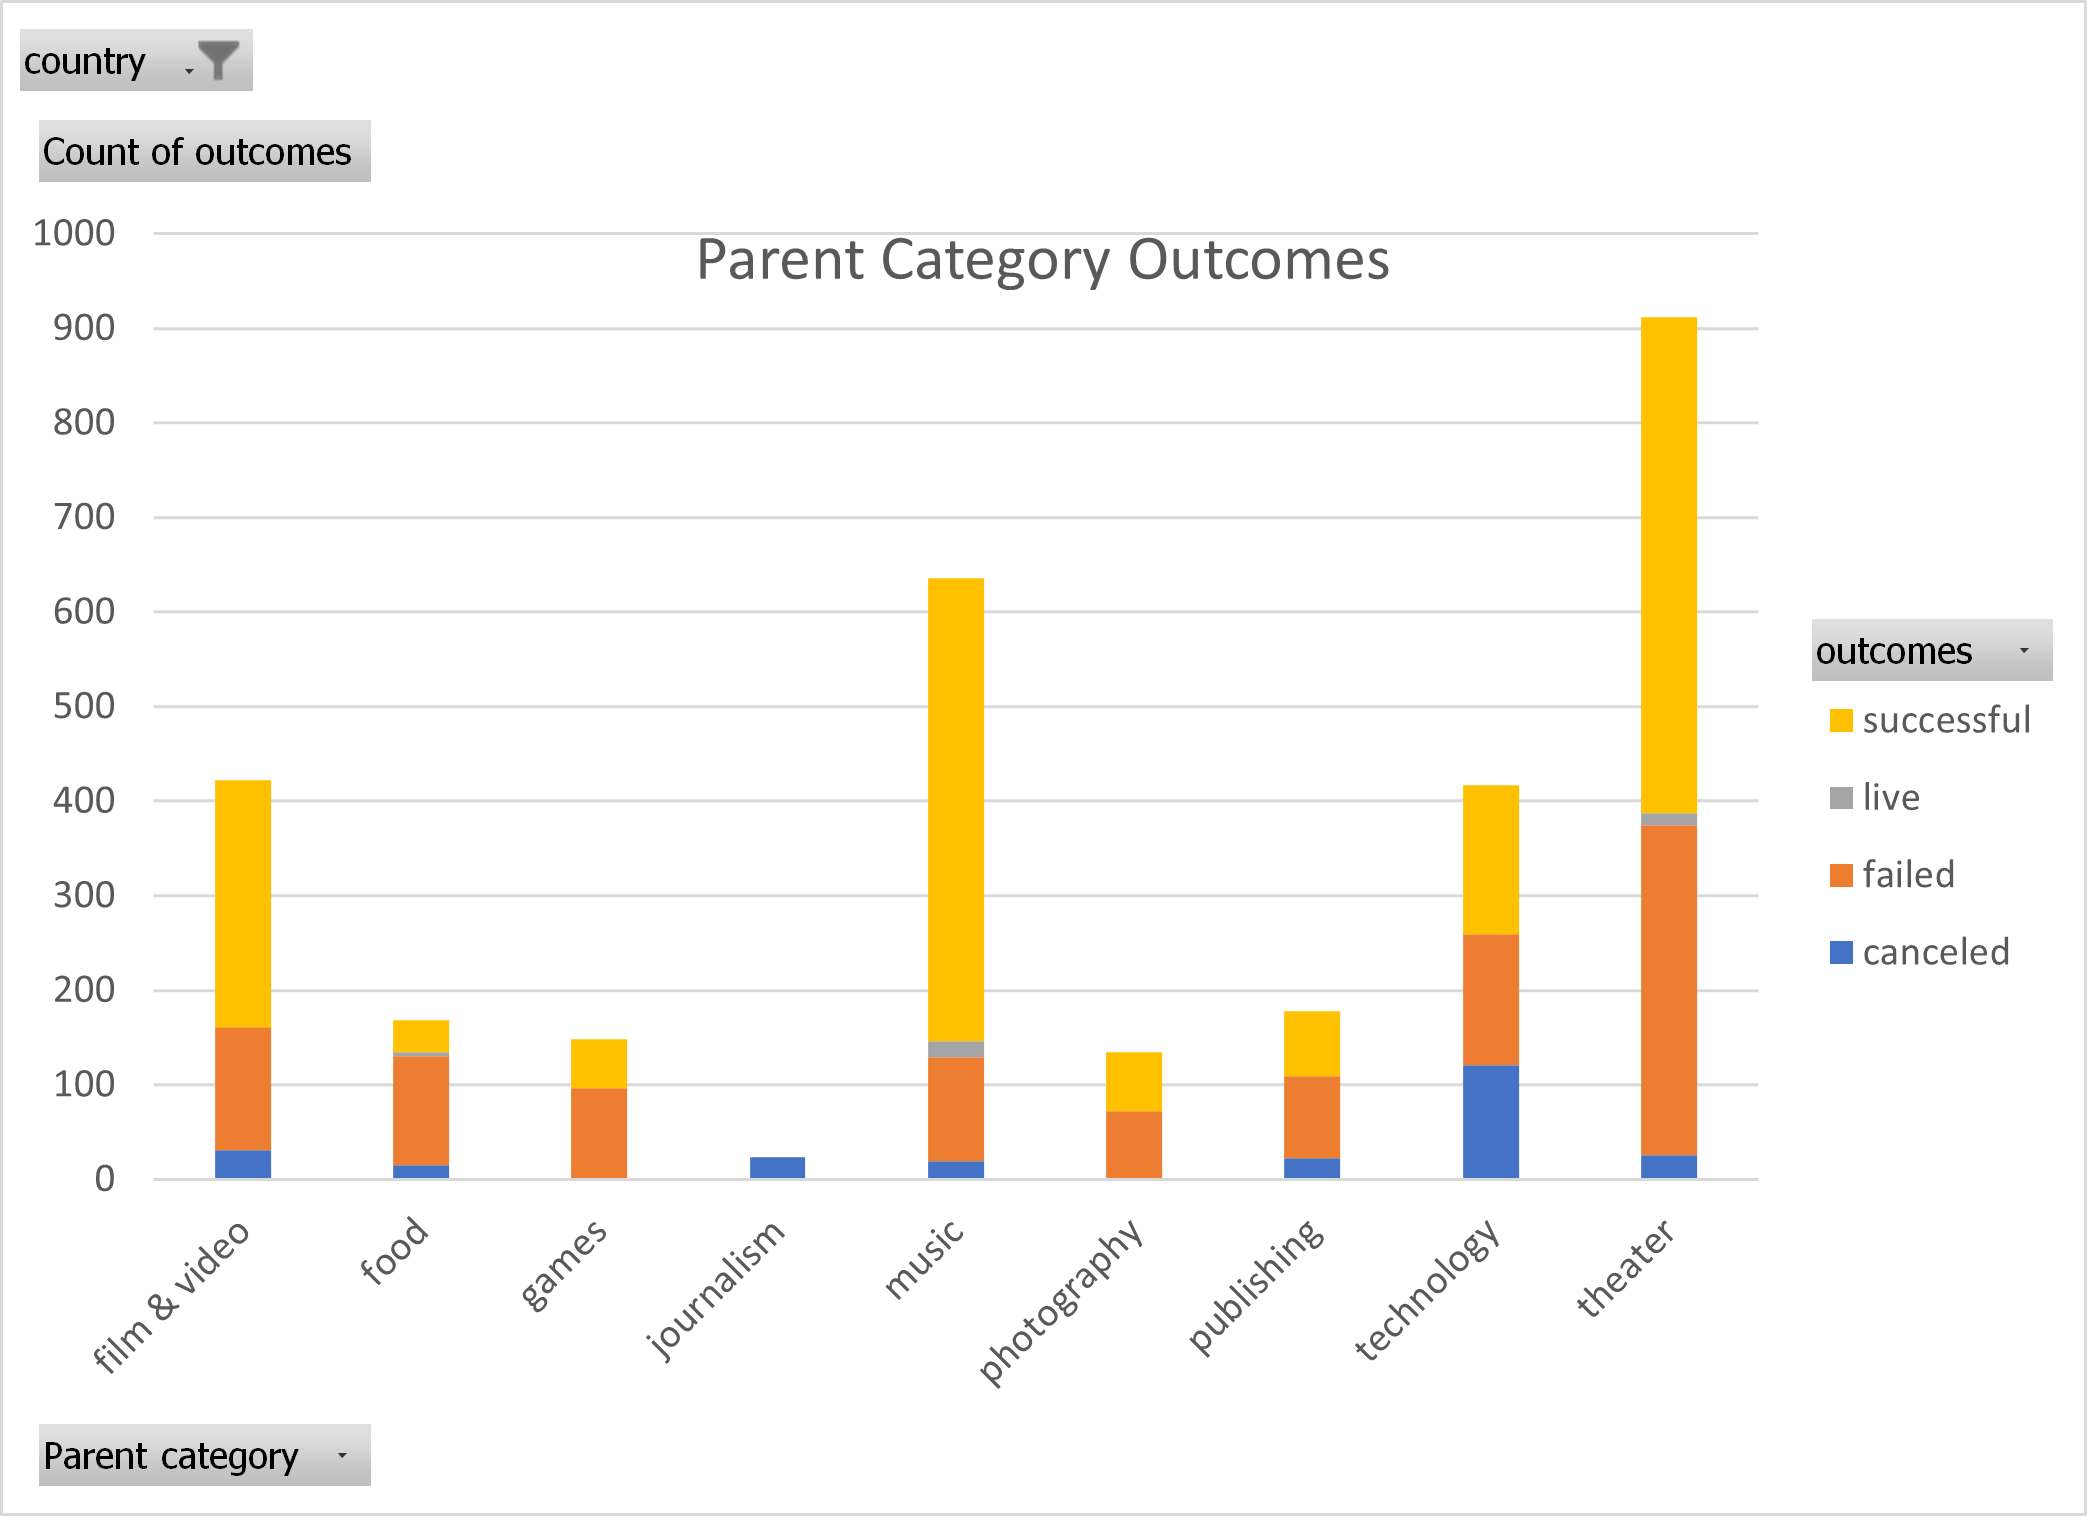 country
Count of outcomes
Parent Category Outcomes
1000
900
800
700
600
500
400
300
200
100
0
film & video
food
games
journalism
music
photography
publishing
technology
theater
outcomes
successful
live
failed
canceled
Parent category